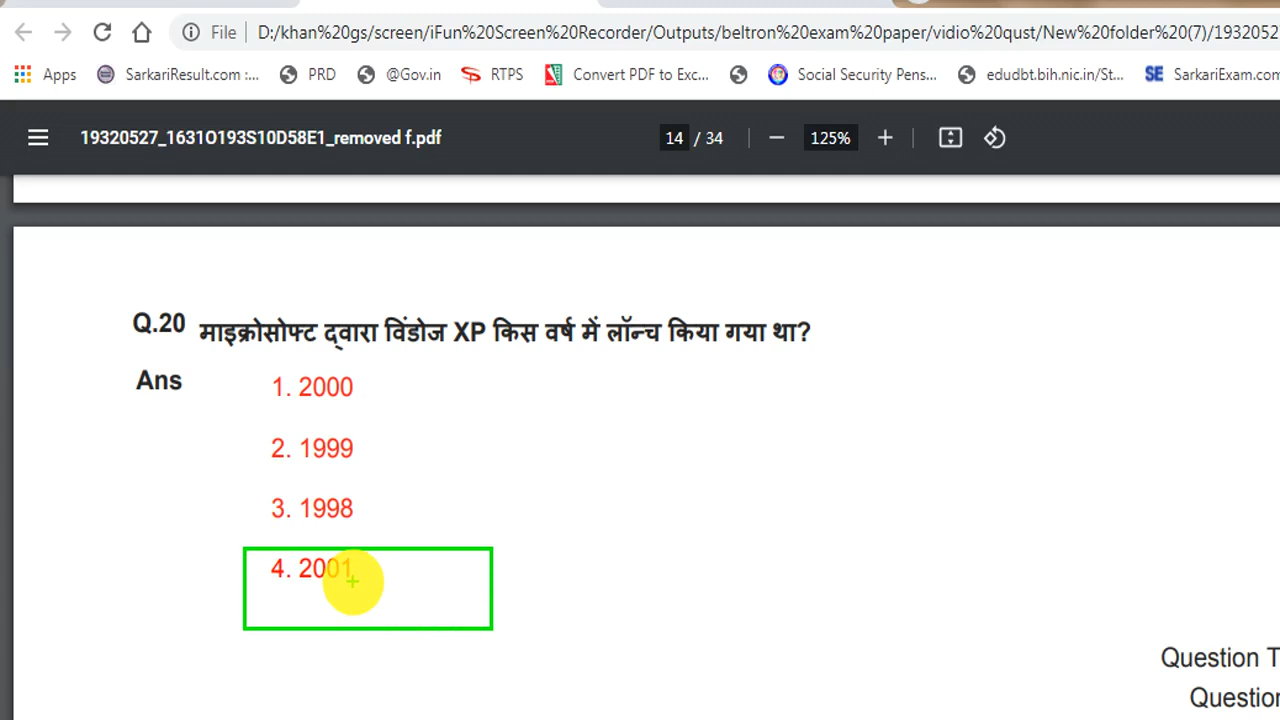 File D:/khan%20gs/screen/iFun%20Screen%20Recorder/Outputs/beltron%20exam%20paper/vidio%20qust/New%20folder%20(7)/1932052
Apps SarkariResult.com :... PRD @Gov.in RTPS Convert PDF to Exc... Social Security Pens... edudbt.bih.nic.in/St... SE SarkariExam.com
19320527_1631O193S10D58E1_removed f.pdf 14 / 34 125%
Q.20 माइक्रोसोफ्ट द्वारा विंडोज XP किस वर्ष में लॉन्च किया गया था?
Ans 1. 2000
2. 1999
3. 1998
4. 2001
Question T
Question